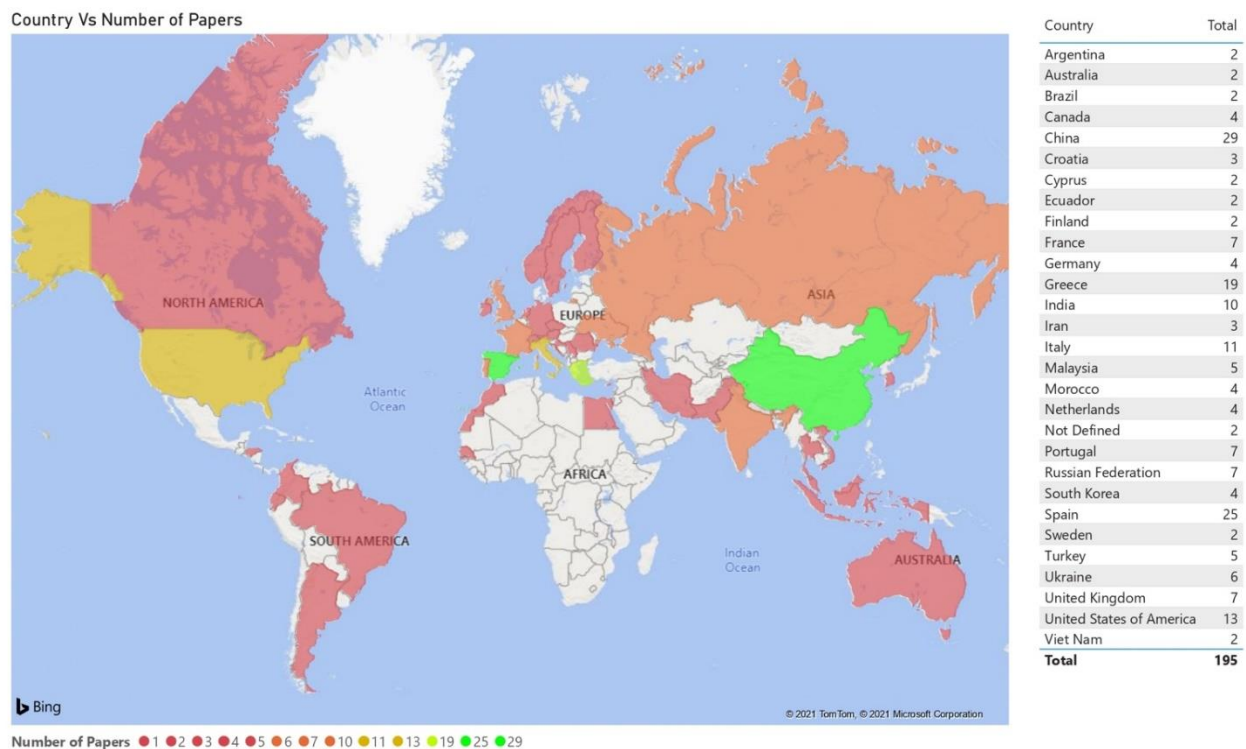 Country Vs Number of Papers
NORTH AMERICA
EUROPE
ASIA
Atlantic
Ocean
AFRICA
SOUTH AMERICA
Indian
Ocean
AUSTRALIA
Bing
© 2021 TomTom, © 2021 Microsoft Corporation
Number of Papers 1 2 3 4 5 6 7 10 11 13 19 25 29
Country Total
Argentina 2
Australia 2
Brazil 2
Canada 4
China 29
Croatia 3
Cyprus 2
Ecuador 2
Finland 2
France 7
Germany 4
Greece 19
India 10
Iran 3
Italy 11
Malaysia 5
Morocco 4
Netherlands 4
Not Defined 2
Portugal 7
Russian Federation 7
South Korea 4
Spain 25
Sweden 2
Turkey 5
Ukraine 6
United Kingdom 7
United States of America 13
Viet Nam 2
Total 195